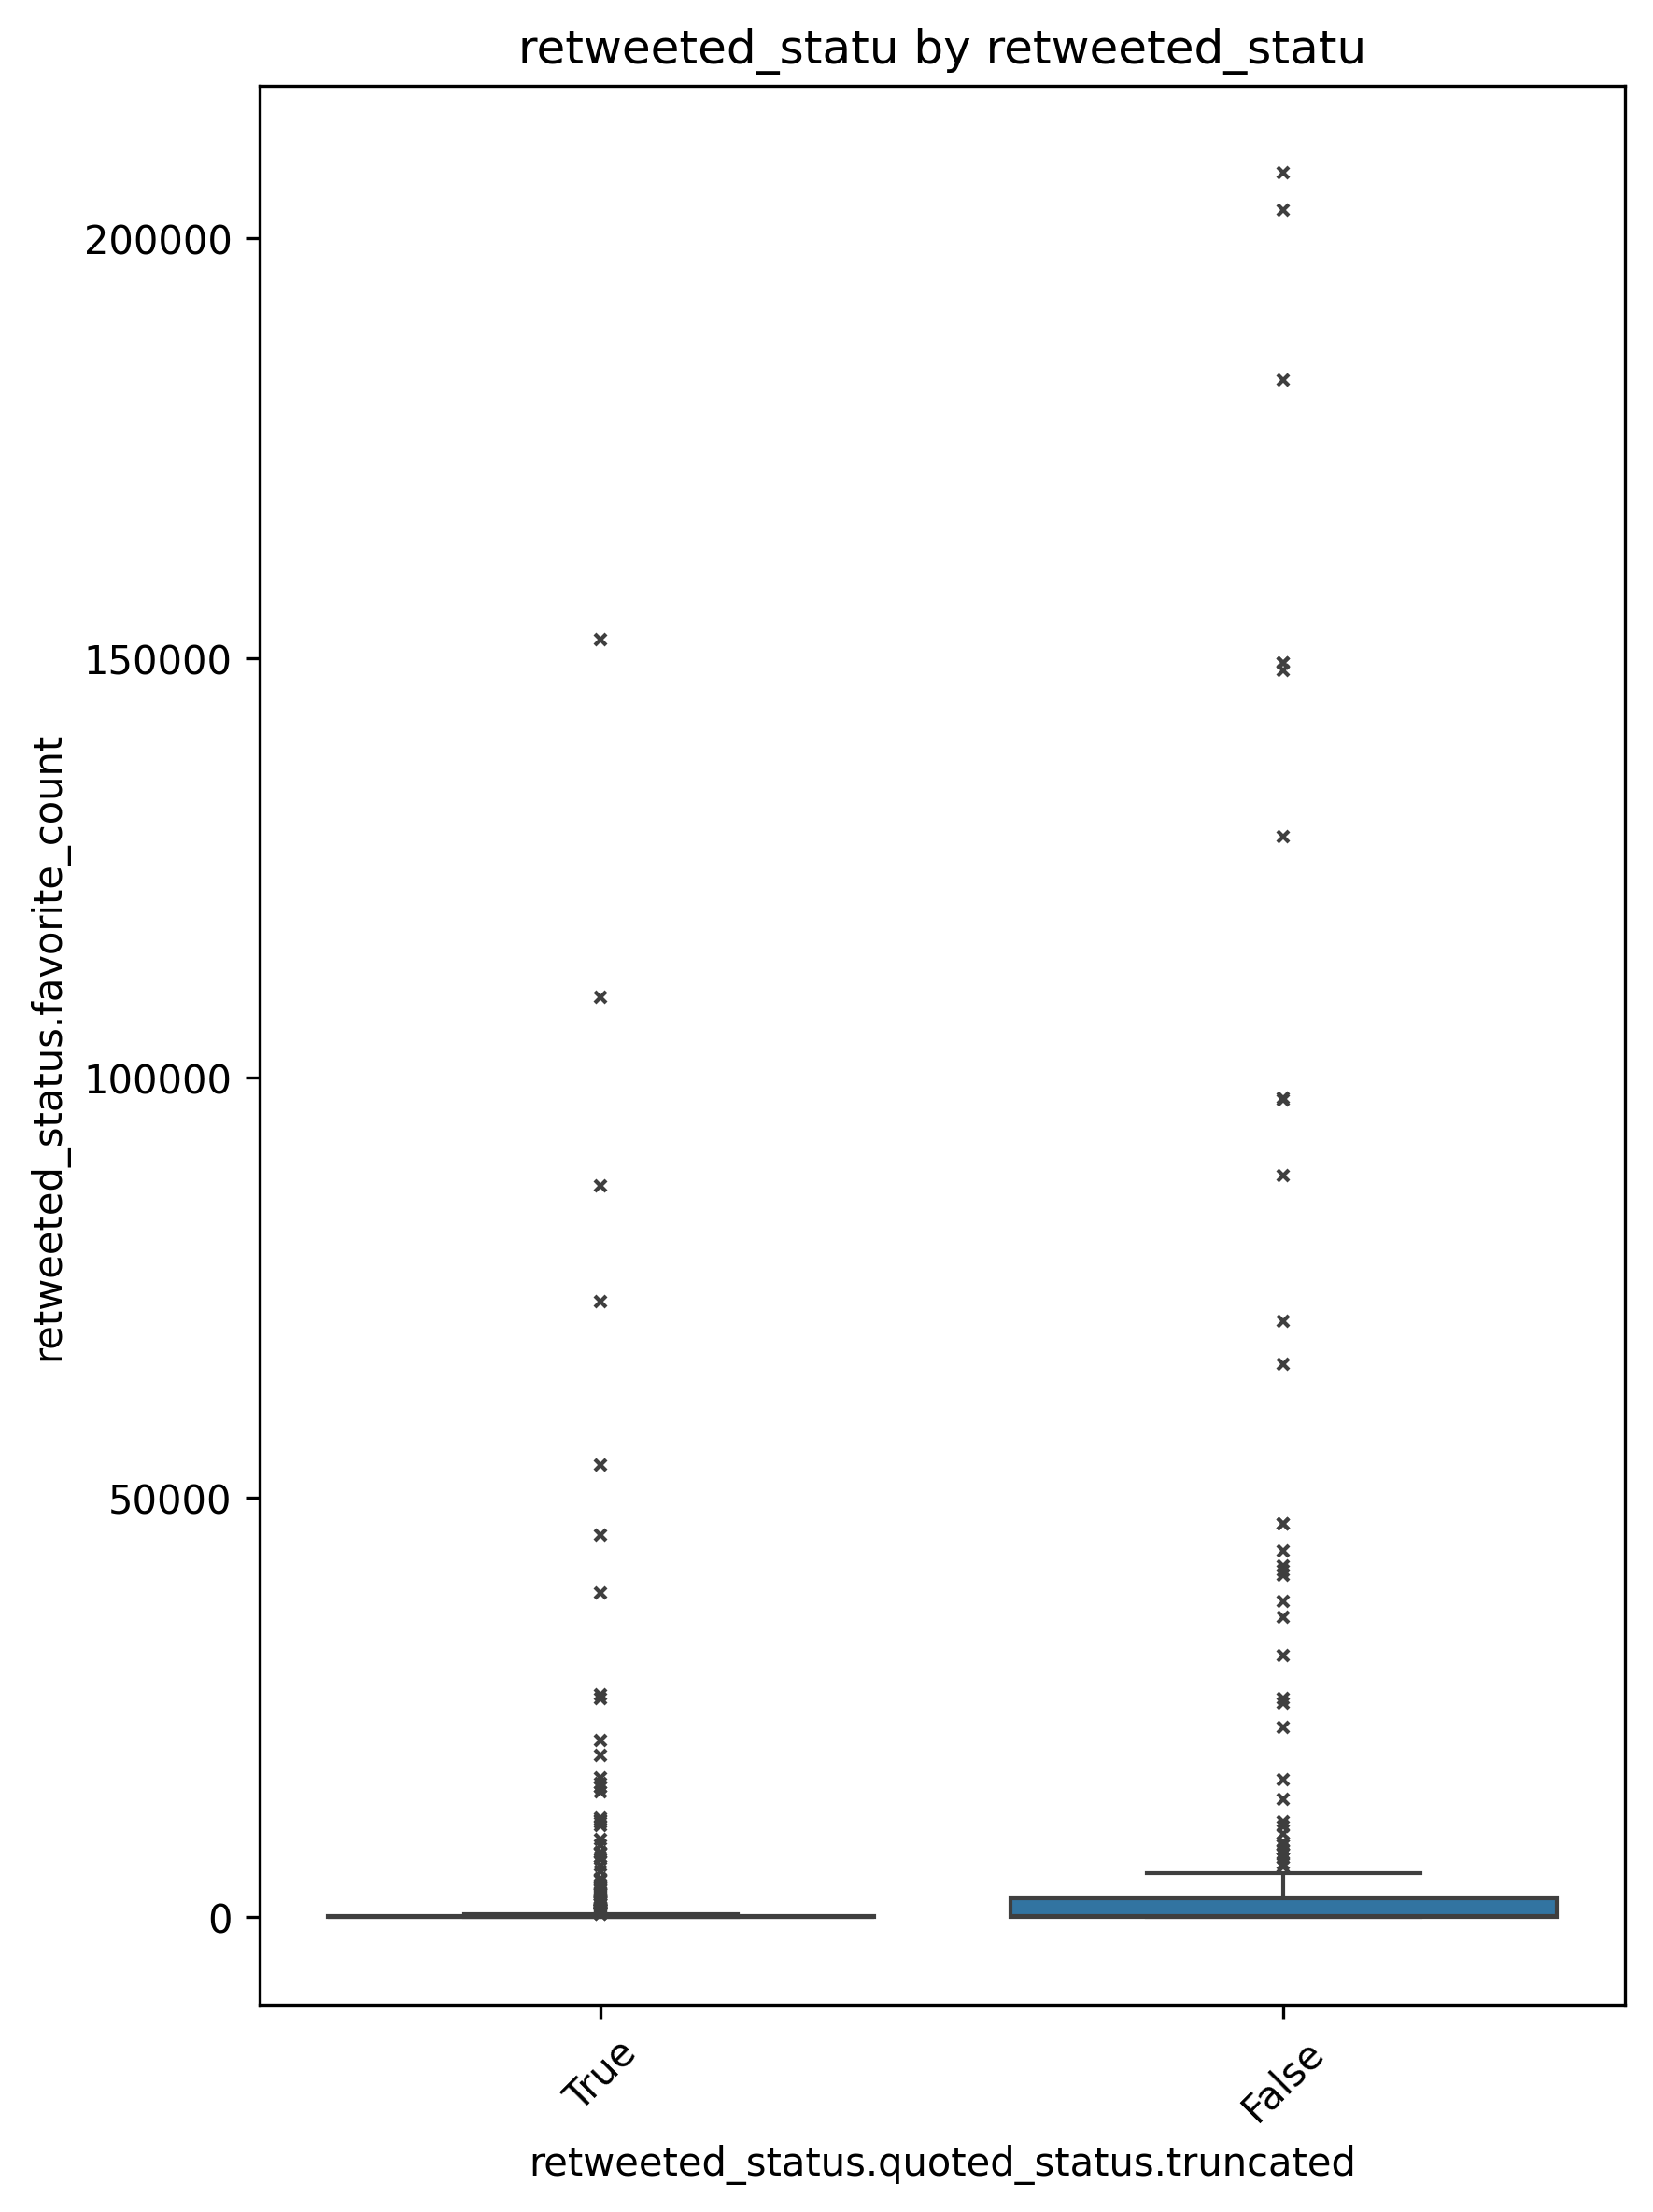 retweeted_statu by retweeted_statu
200000
150000
100000
50000
0
retweeted_status.favorite_count
True
False
retweeted_status.quoted_status.truncated